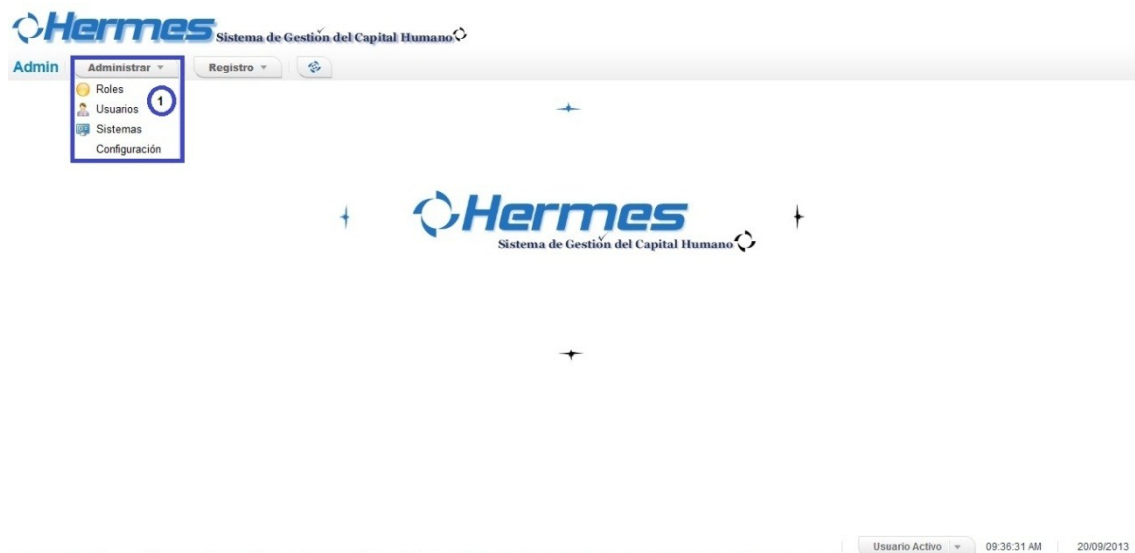 Hermes Sistema de Gestión del Capital Humano
Admin Administrar Registro
Roles
Usuarios 1
Sistemas
Configuración
Hermes
Sistema de Gestión del Capital Humano
Usuario Activo 09:36:31 AM 20/09/2013